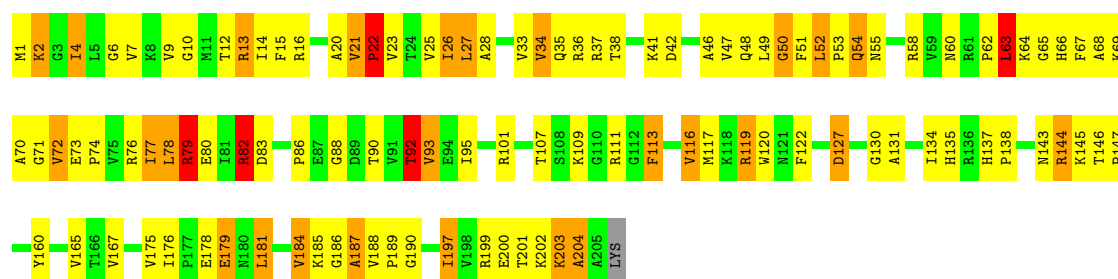 M1 K2 G3 I4 L5 G6 V7 K8 V9 G10 M11 T12 R13 I14 F15 R16 A20 V21 P22 V23 T24 V25 I26 L27 A28 V33 V34 Q35 R36 R37 T38 K41 D42 A46 V47 Q48 L49 G50 F51 L52 P53 Q54 N55 R58 V59 N60 R61 P62 L63 K64 G65 H66 F67 A68 K69
A70 G71 V72 E73 P74 V75 R76 I77 L78 R79 E80 I81 R82 D83 P86 E87 G88 D89 T90 V91 T92 V93 E94 I95 R101 T107 S108 K109 G110 R111 G112 F113 V116 M117 K118 R119 W120 N121 F122 D127 G130 A131 I134 H135 R136 H137 P138 N143 R144 K145 T146
Y160 V165 T166 V167 V175 I176 P177 E178 E179 N180 L181 V184 K185 G186 A187 V188 P189 G190 I197 V198 R199 E200 T201 K202 K203 A204 A205 LYS